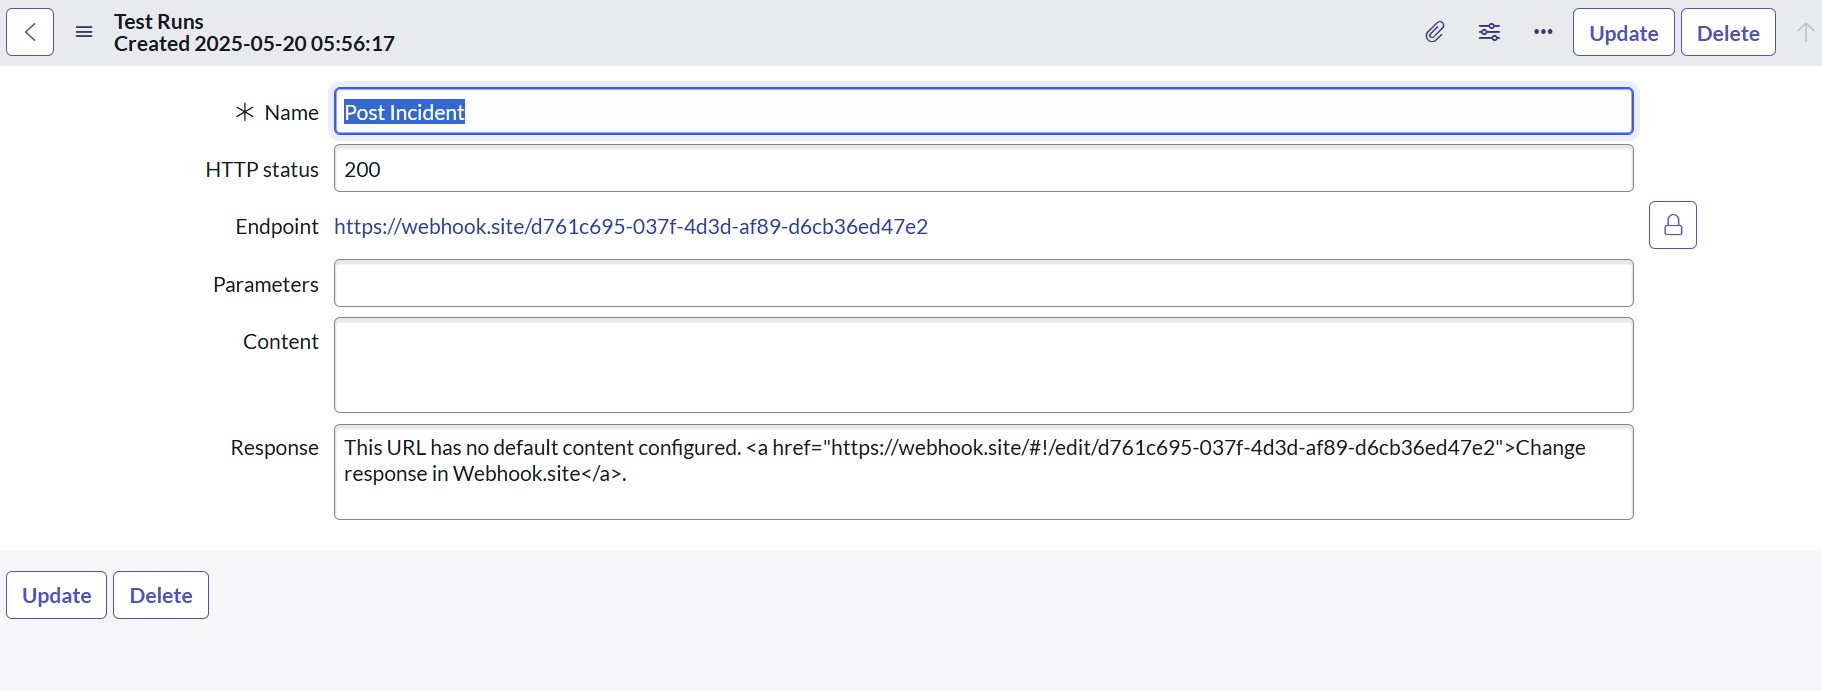 Test Runs
Created 2025-05-20 05:56:17
Update
Delete
Name
Post Incident
HTTP status
200
Endpoint
https://webhook.site/d761c695-037f-4d3d-af89-d6cb36ed47e2
Parameters
Content
Response
This URL has no default content configured. <a href="https://webhook.site/#!/edit/d761c695-037f-4d3d-af89-d6cb36ed47e2">Change
response in Webhook.site</a>.
Update
Delete